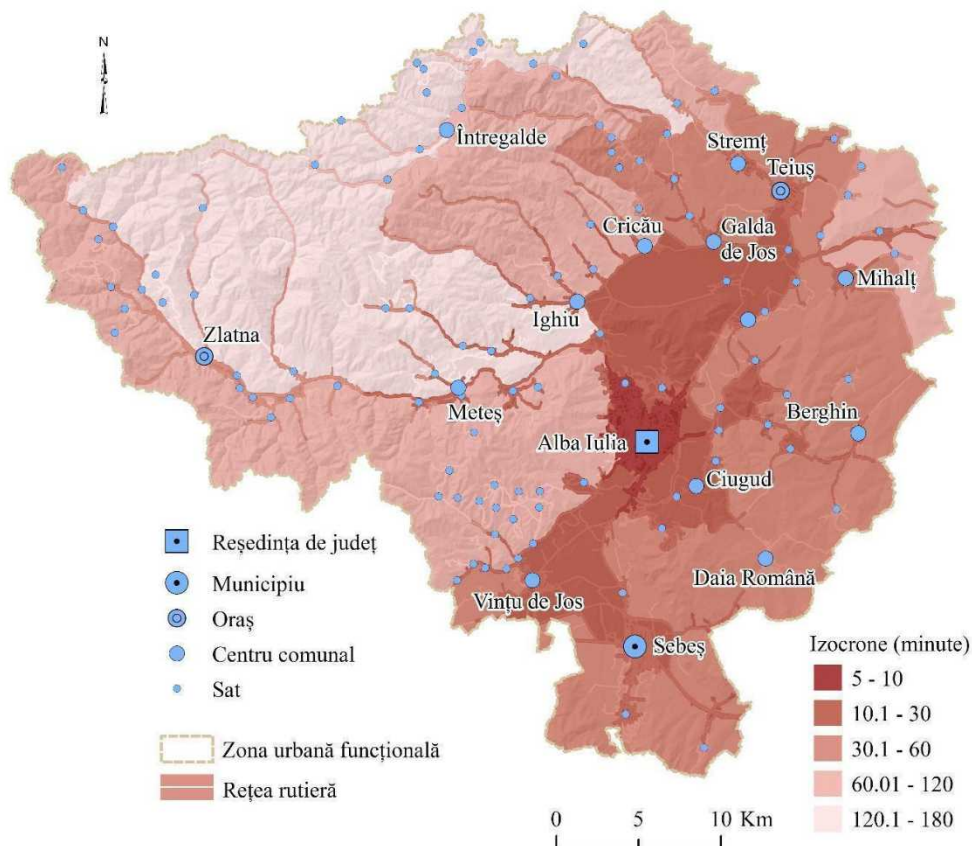 N
Întregalde
Stremț
Teiuș
Cricău
Galda
de Jos
Mihalț
Ighiu
Zlatna
Meteș
Berghin
Alba Iulia
Ciugud
Daia Română
Vințu de Jos
Sebeș
Reședința de județ
Municipiu
Oraș
Centru comunal
Sat
Zona urbană funcțională
Rețea rutieră
Izocrone (minute)
5 - 10
10.1 - 30
30.1 - 60
60.01 - 120
120.1 - 180
0 5 10 Km